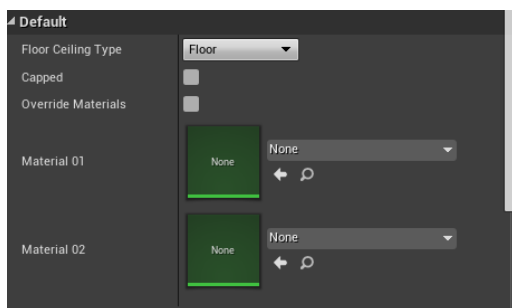 Default
Floor Ceiling Type Floor
Capped
Override Materials
Material 01 None None
Material 02 None None